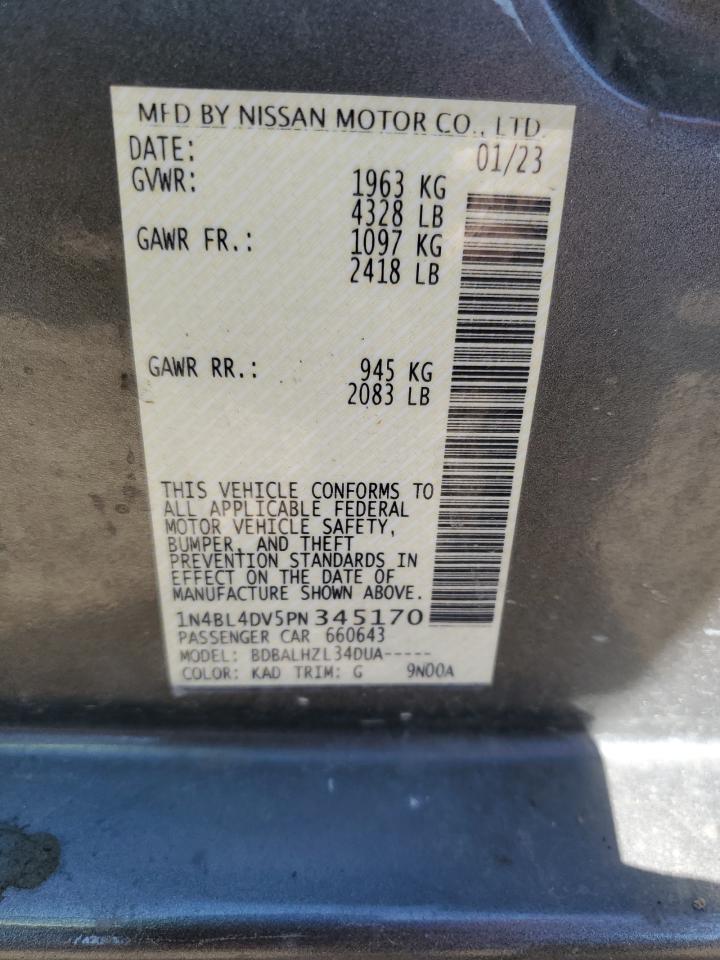 MFD BY NISSAN MOTOR CO., LTD.
DATE: 01/23
GVWR: 1963 KG
4328 LB
GAWR FR.: 1097 KG
2418 LB
GAWR RR.: 945 KG
2083 LB
THIS VEHICLE CONFORMS TO
ALL APPLICABLE FEDERAL
MOTOR VEHICLE SAFETY,
BUMPER, AND THEFT
PREVENTION STANDARDS IN
EFFECT ON THE DATE OF
MANUFACTURE SHOWN ABOVE.
1N4BL4DV5PN 345170
PASSENGER CAR 660643
MODEL: BDBALHZL34DUA-----
COLOR: KAD TRIM: G 9N00A